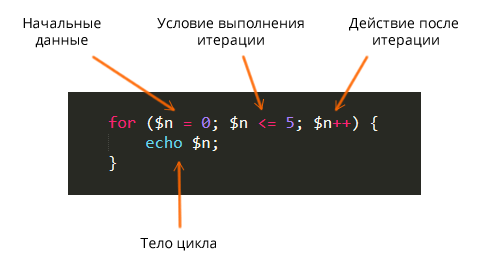 Начальные
данные
Условие выполнения
итерации
Действие после
итерации
for ($n = 0; $n <= 5; $n++) {
    echo $n;
}
Тело цикла